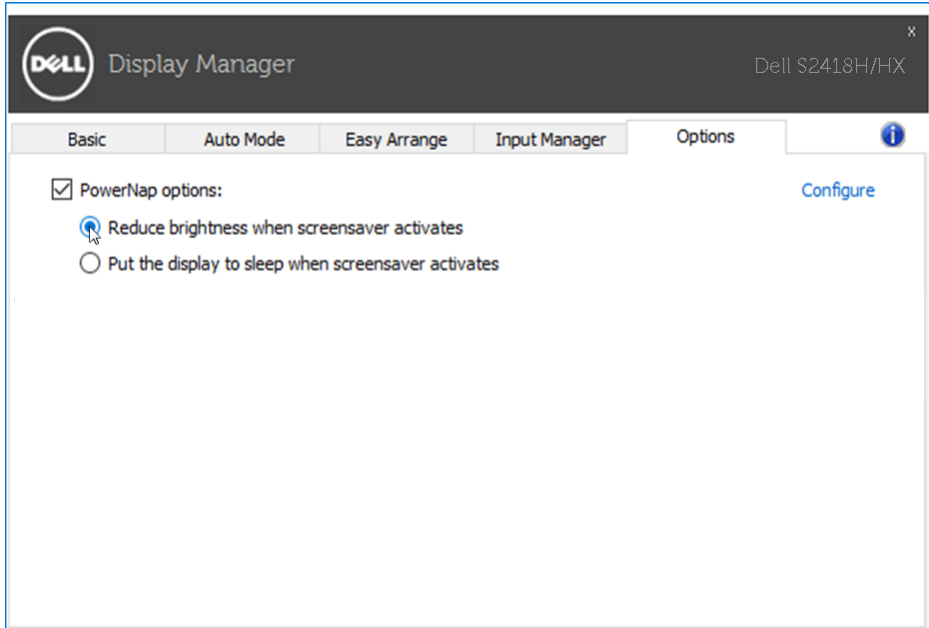 X
DELL Display Manager
Dell S2418H/HX
Basic Auto Mode Easy Arrange Input Manager Options i
PowerNap options: Configure
Reduce brightness when screensaver activates
Put the display to sleep when screensaver activates